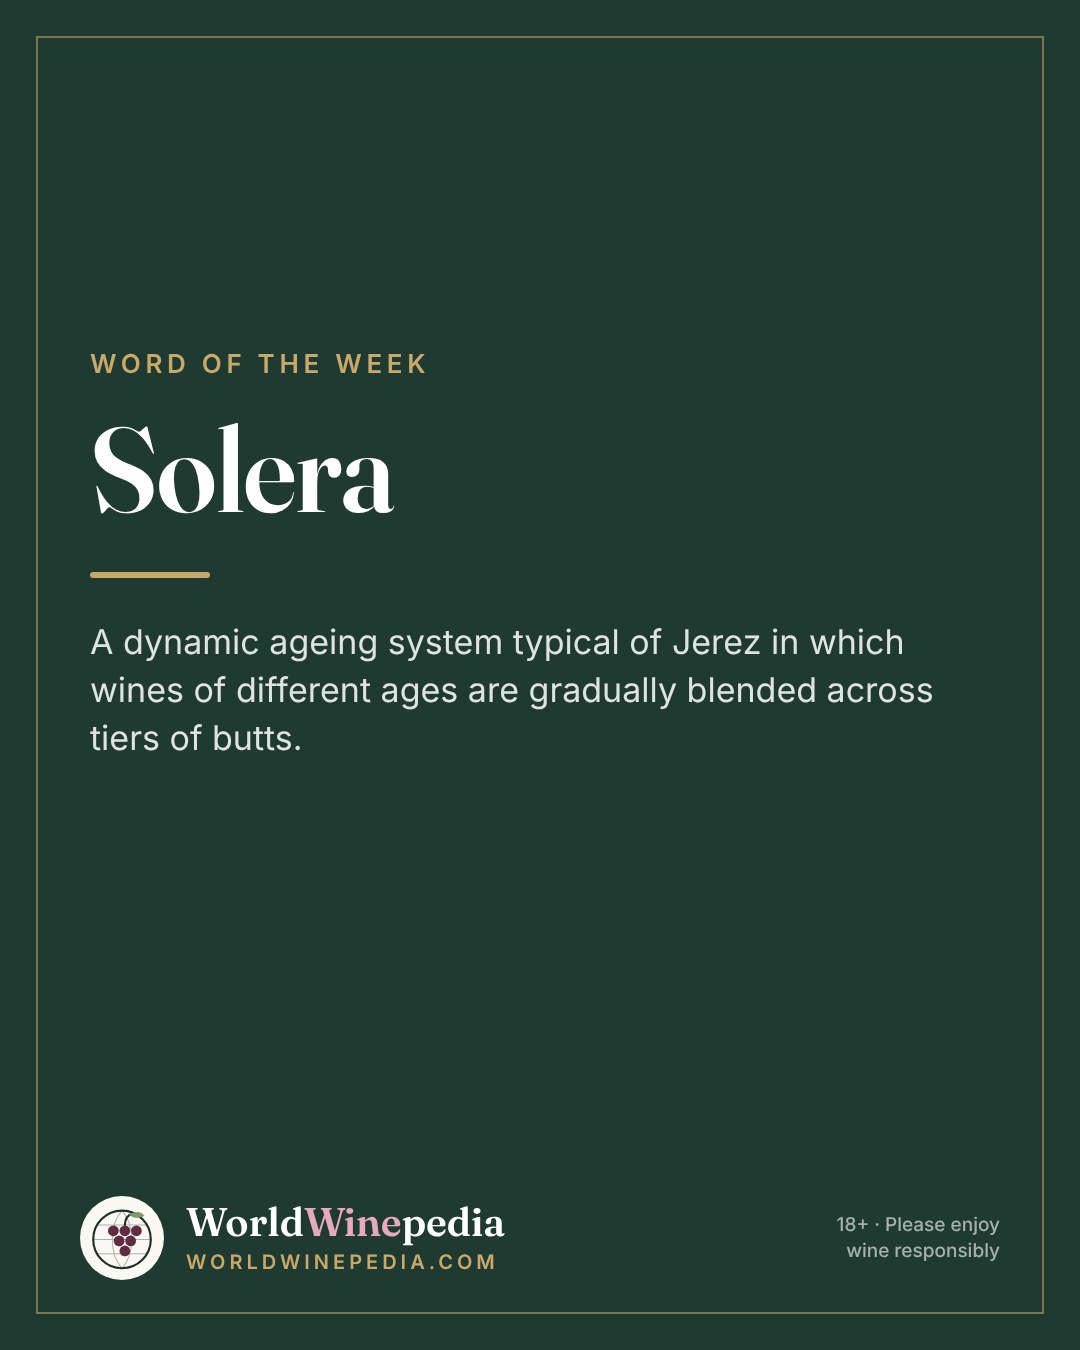 WORD OF THE WEEK
Solera
A dynamic ageing system typical of Jerez in which
wines of different ages are gradually blended across
tiers of butts.
WorldWinepedia
WORLDWINEPEDIA.COM
18+ · Please enjoy
wine responsibly